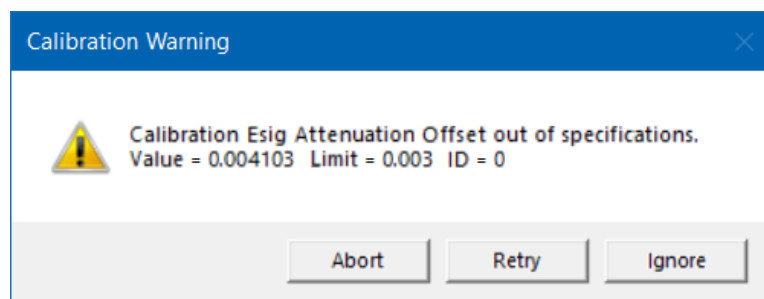 Calibration Warning
Calibration Esig Attenuation Offset out of specifications.
Value = 0.004103  Limit = 0.003  ID = 0
Abort
Retry
Ignore